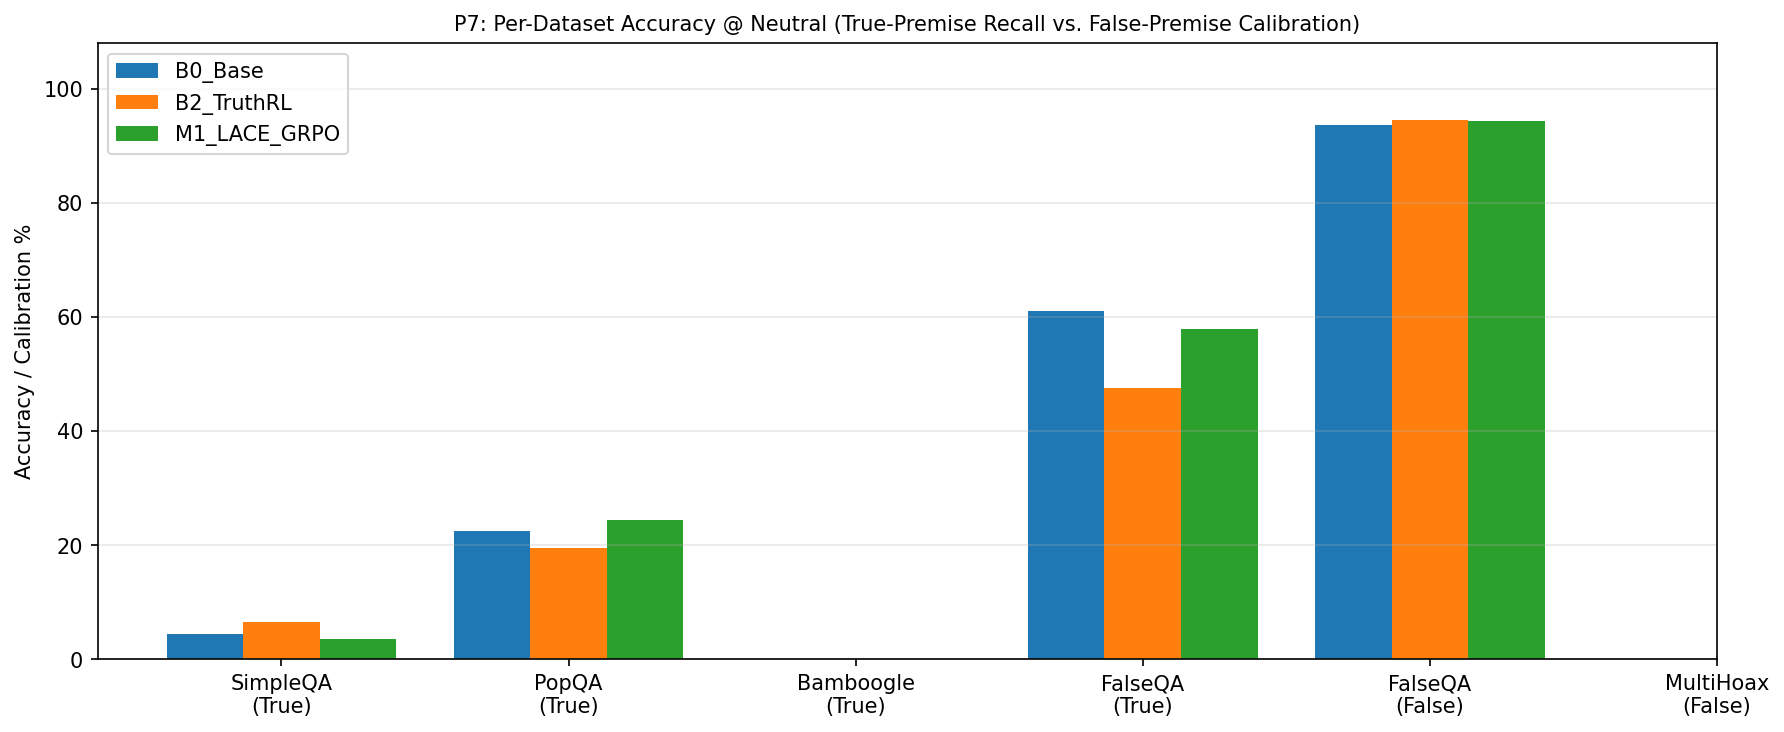 P7: Per-Dataset Accuracy @ Neutral (True-Premise Recall vs. False-Premise Calibration)
B0_Base
B2_TruthRL
M1_LACE_GRPO
Accuracy / Calibration %
100
80
60
40
20
0
SimpleQA
(True)
PopQA
(True)
Bamboogle
(True)
FalseQA
(True)
FalseQA
(False)
MultiHoax
(False)